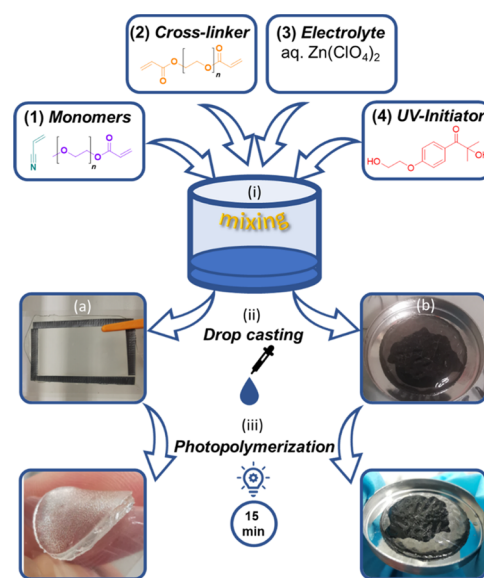 (2) Cross-linker
O
O
n
O
O
(3) Electrolyte
aq. Zn(ClO₄)₂
(1) Monomers
N
O
n
O
O
(4) UV-Initiator
O
HO
O
OH
(i)
mixing
(a)
(ii)
(b)
Drop casting
(iii)
Photopolymerization
15
min